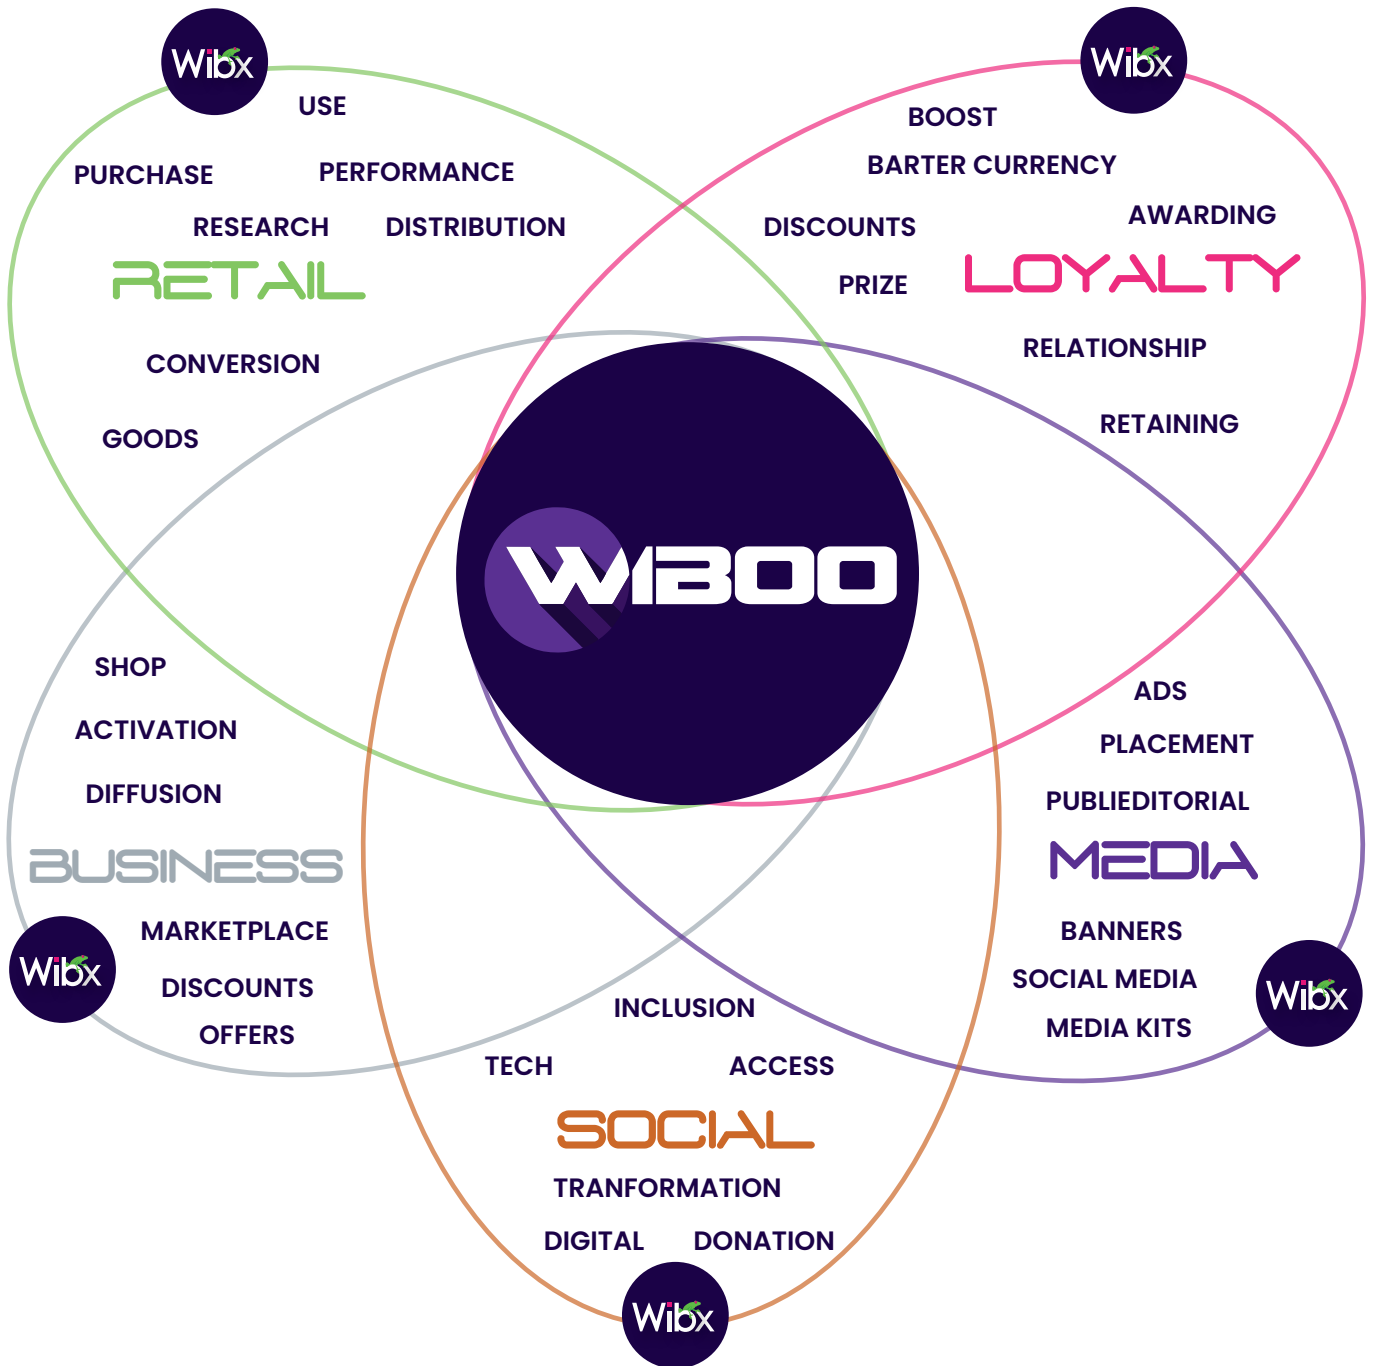 Wibx
Wibx
USE
BOOST
PURCHASE
PERFORMANCE
BARTER CURRENCY
RESEARCH
DISTRIBUTION
DISCOUNTS
AWARDING
RETAIL
PRIZE
LOYALTY
CONVERSION
RELATIONSHIP
GOODS
RETAINING
WIBOO
SHOP
ACTIVATION
DIFFUSION
BUSINESS
MARKETPLACE
Wibx
DISCOUNTS
OFFERS
ADS
PLACEMENT
PUBLIEDITORIAL
MEDIA
BANNERS
SOCIAL MEDIA
Wibx
MEDIA KITS
INCLUSION
TECH
ACCESS
SOCIAL
TRANFORMATION
DIGITAL
DONATION
Wibx